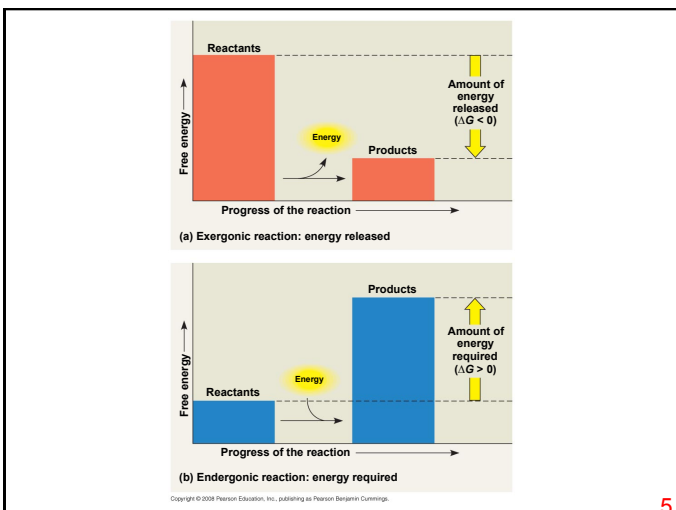 Reactants
Free energy
Energy
Products
Amount of
energy
released
(∆G < 0)
Progress of the reaction
(a) Exergonic reaction: energy released
Products
Free energy
Reactants
Energy
Amount of
energy
required
(∆G > 0)
Progress of the reaction
(b) Endergonic reaction: energy required
Copyright © 2008 Pearson Education, Inc., publishing as Pearson Benjamin Cummings.
5